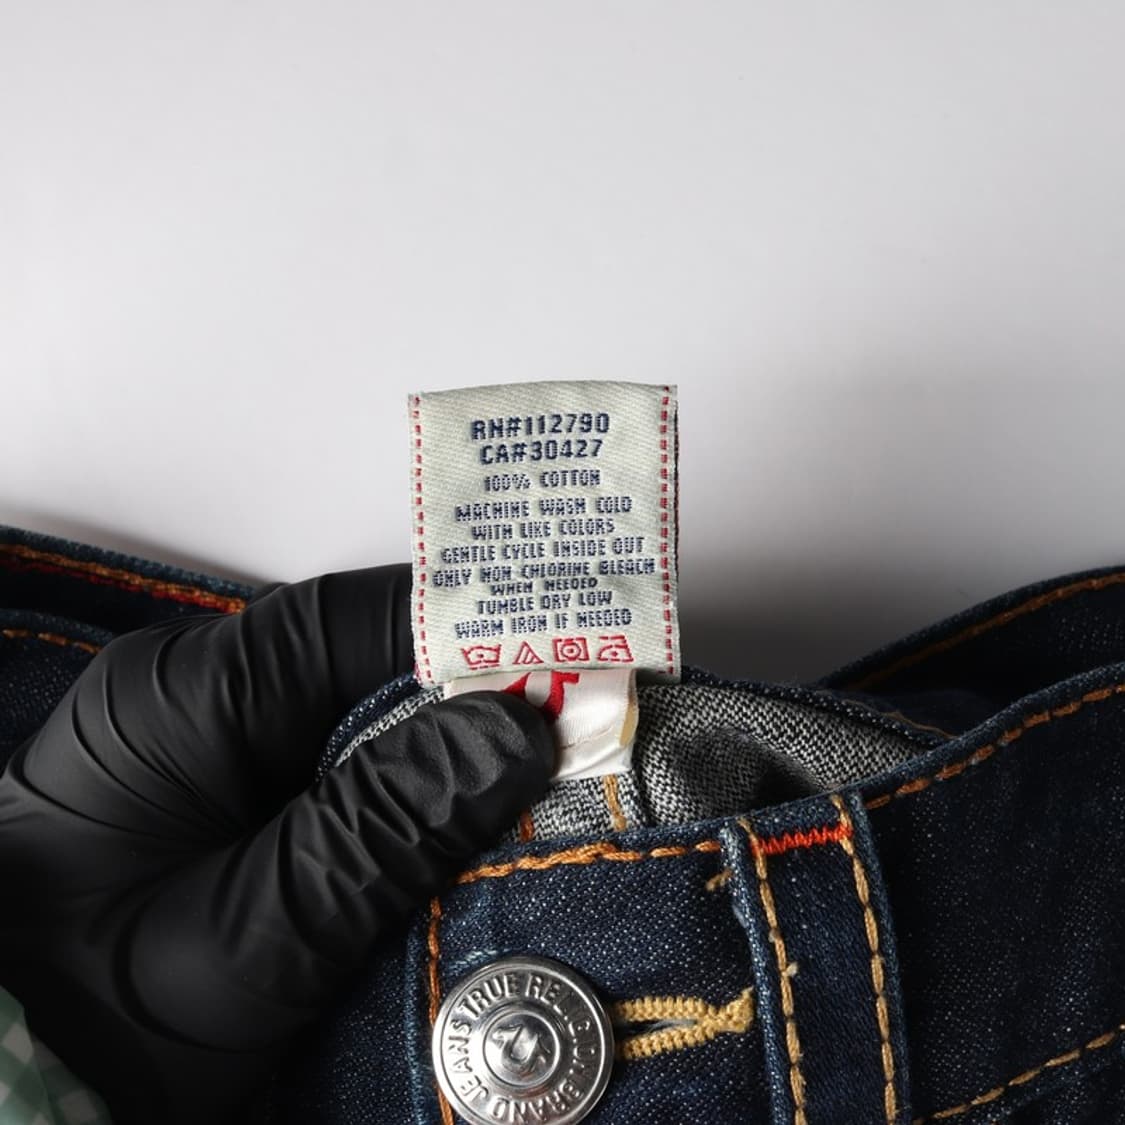 RN#112790
CA#30427
100% COTTON
MACHINE WASH COLD
WITH LIKE COLORS
GENTLE CYCLE INSIDE OUT
ONLY NON CHLORINE BLEACH
WHEN NEEDED
TUMBLE DRY LOW
WARM IRON IF NEEDED
TRUE RELIGION BRAND JEANS